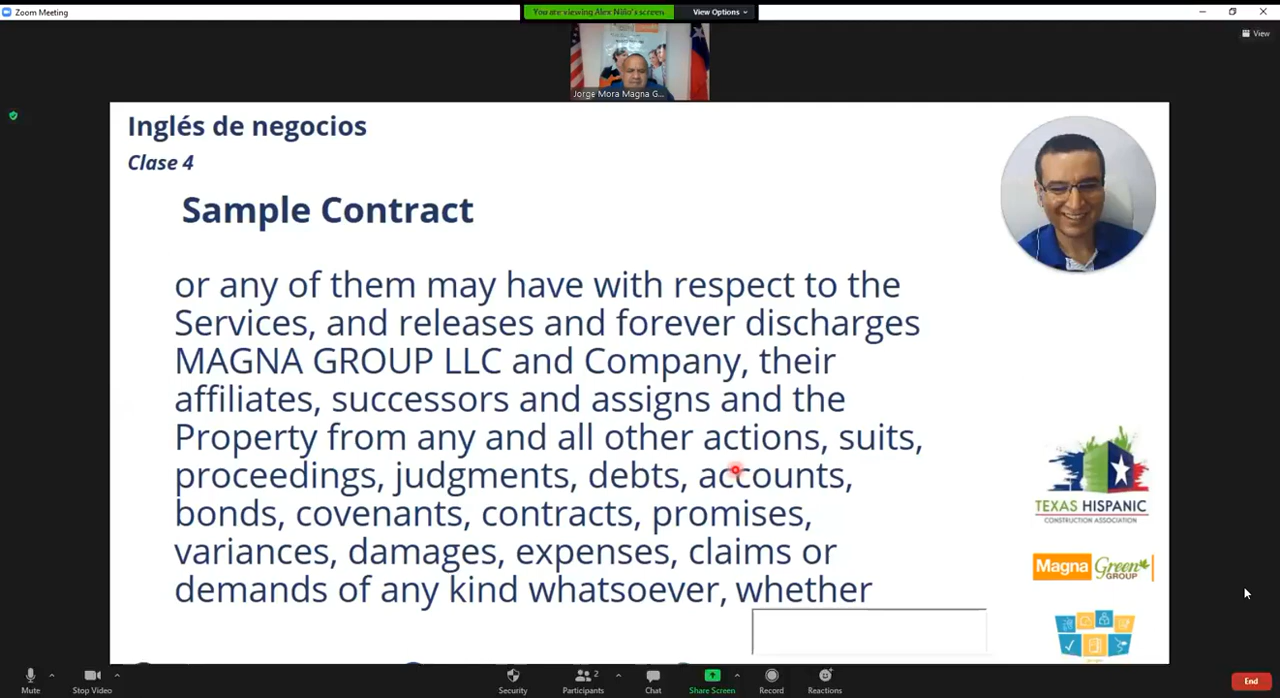 Zoom Meeting
You are viewing Alex Niño's screen
View Options
View
Jorge Mora Magna G...
Inglés de negocios
Clase 4
Sample Contract
or any of them may have with respect to the
Services, and releases and forever discharges
MAGNA GROUP LLC and Company, their
affiliates, successors and assigns and the
Property from any and all other actions, suits,
proceedings, judgments, debts, accounts,
bonds, covenants, contracts, promises,
variances, damages, expenses, claims or
demands of any kind whatsoever, whether
TEXAS HISPANIC
CONSTRUCTION ASSOCIATION
Magna Green
GROUP
Mute
Stop Video
Security
Participants
2
Chat
Share Screen
Record
Reactions
End